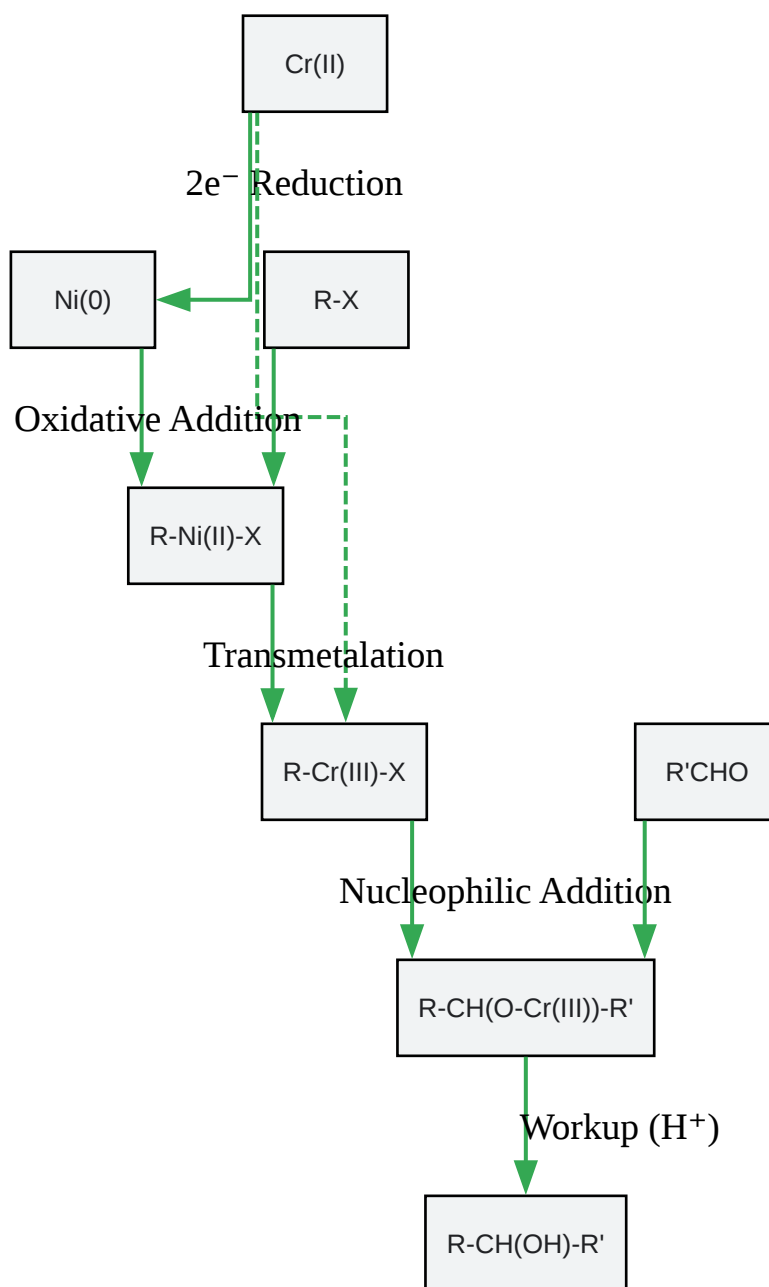 Cr(II)
2e⁻ Reduction
Ni(0)
R-X
Oxidative Addition
R-Ni(II)-X
Transmetalation
R-Cr(III)-X
R'CHO
Nucleophilic Addition
R-CH(O-Cr(III))-R'
Workup (H⁺)
R-CH(OH)-R'